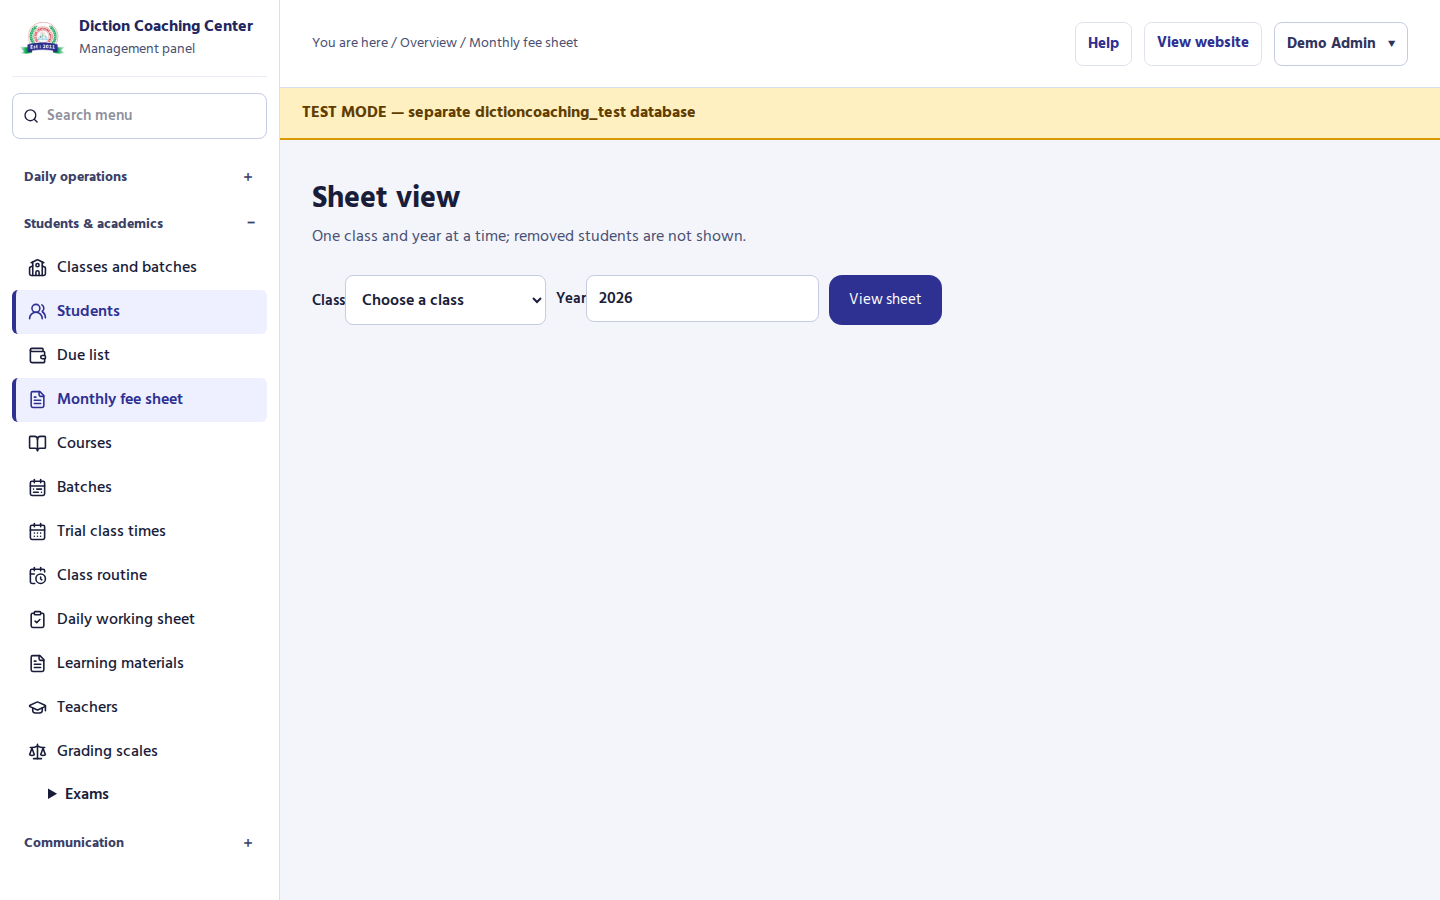 Diction Coaching Center
Management panel
Est : 2011
Search menu
Daily operations +
Students & academics −
Classes and batches
Students
Due list
Monthly fee sheet
Courses
Batches
Trial class times
Class routine
Daily working sheet
Learning materials
Teachers
Grading scales
Exams
Communication +
You are here / Overview / Monthly fee sheet
Help
View website
Demo Admin
TEST MODE — separate dictioncoaching_test database
Sheet view
One class and year at a time; removed students are not shown.
Class Choose a class Year 2026 View sheet